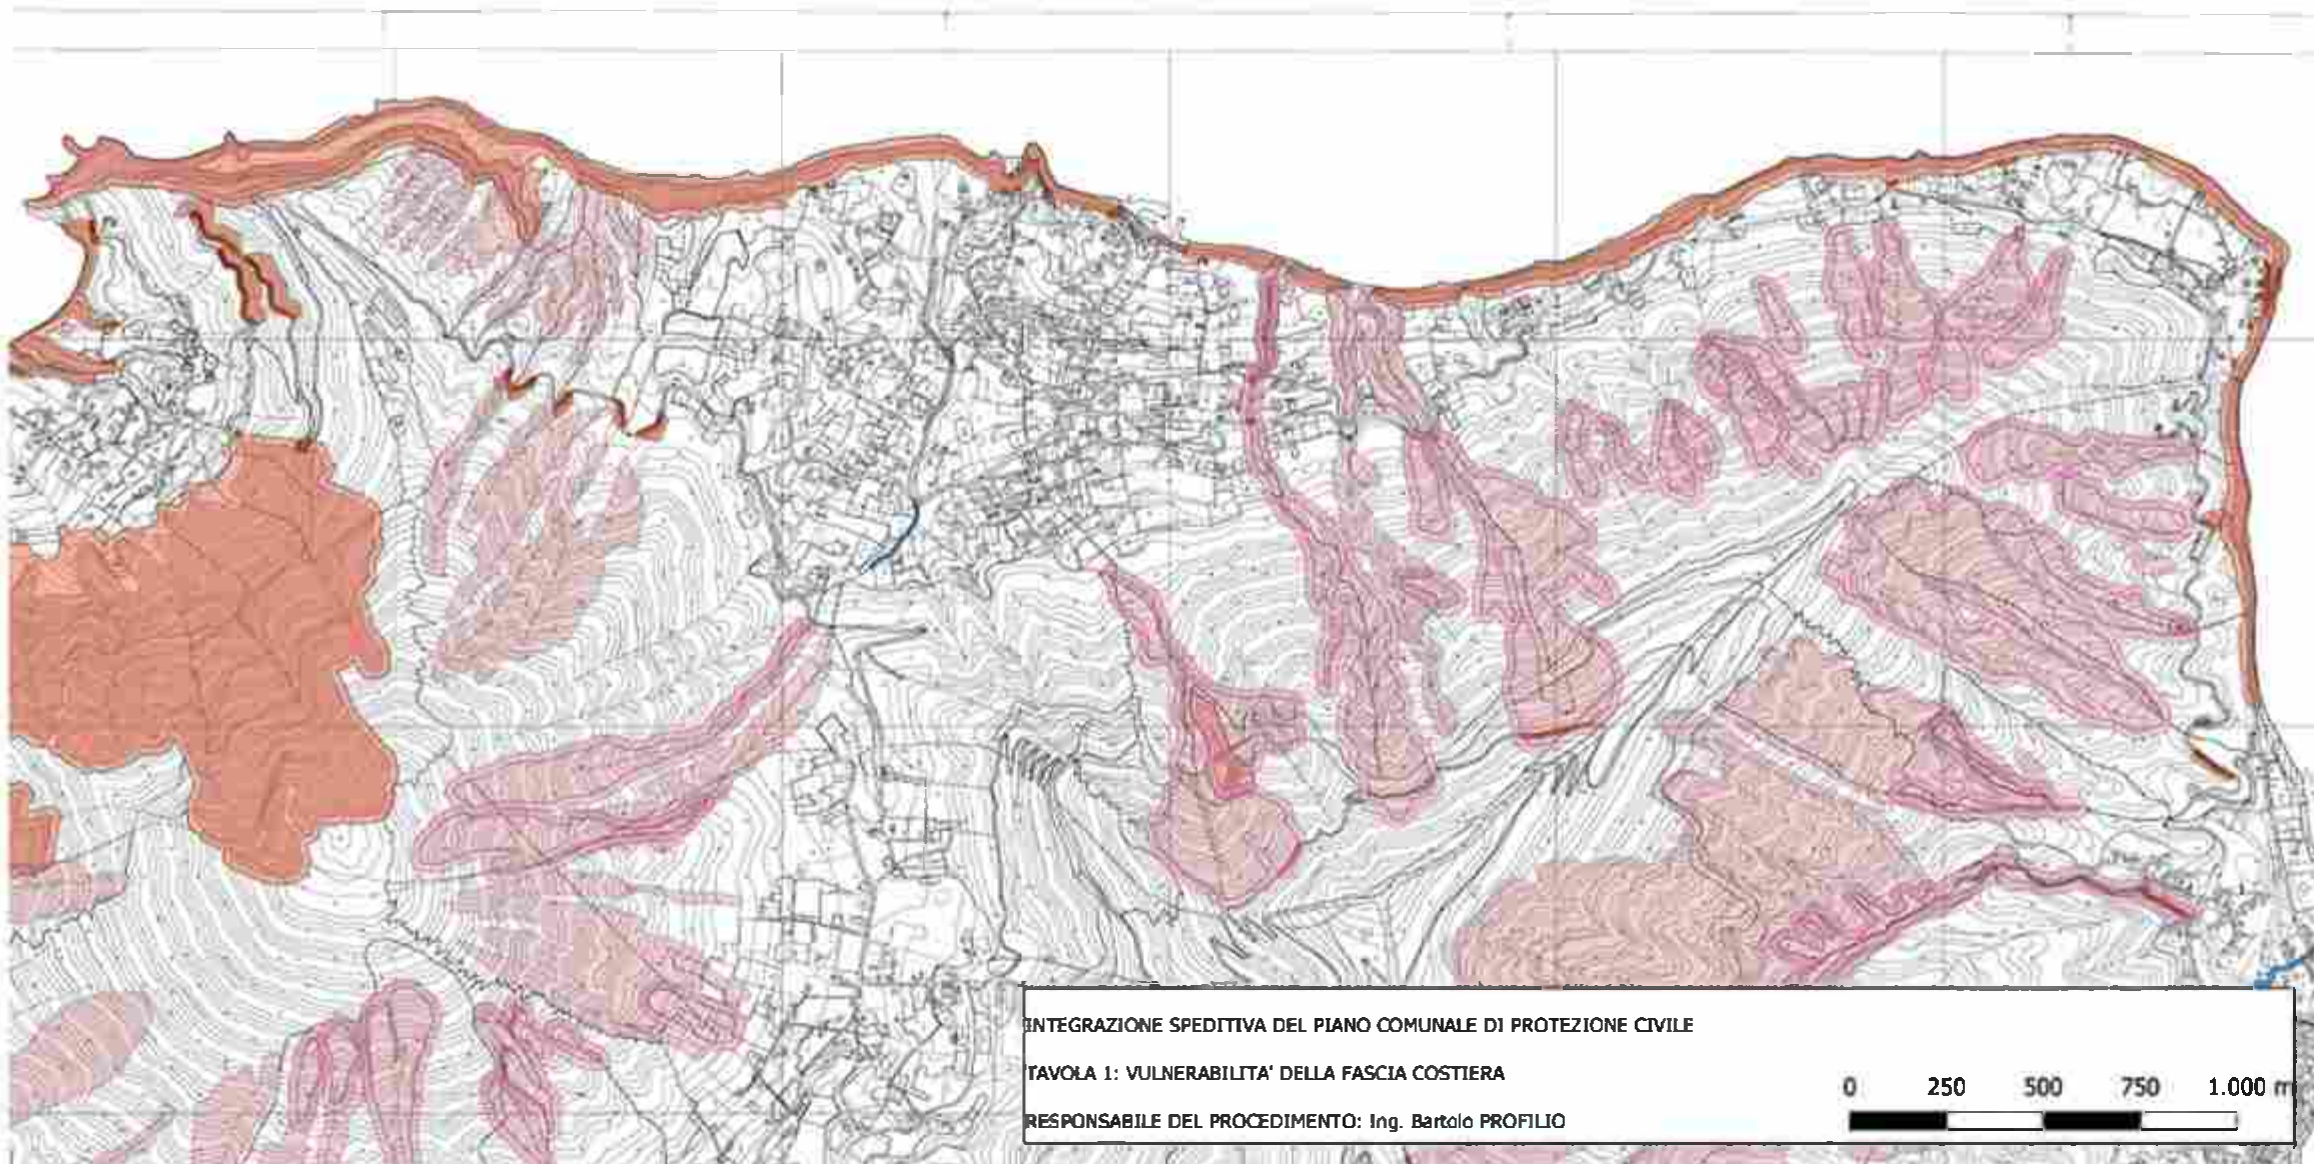 INTEGRAZIONE SPEDITIVA DEL PIANO COMUNALE DI PROTEZIONE CIVILE
TAVOLA 1: VULNERABILITA' DELLA FASCIA COSTIERA
RESPONSABILE DEL PROCEDIMENTO: Ing. Bartolo PROFILIO
0 250 500 750 1.000 m